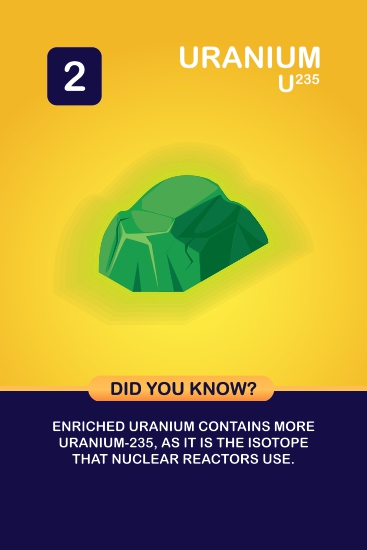 2
URANIUM
U²³⁵
DID YOU KNOW?
ENRICHED URANIUM CONTAINS MORE
URANIUM-235, AS IT IS THE ISOTOPE
THAT NUCLEAR REACTORS USE.